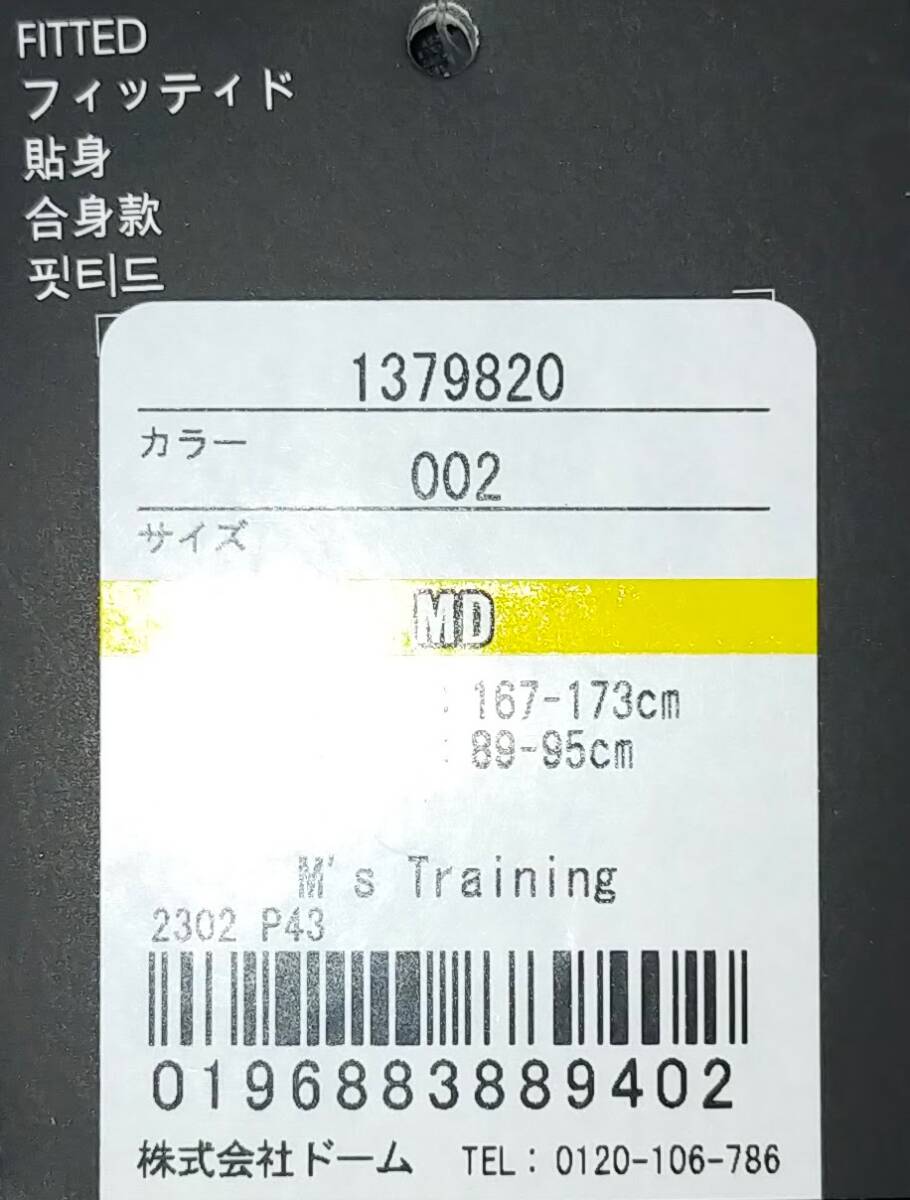 FITTED
フィッティド
貼身
合身款
핏티드
1379820
カラー
002
サイズ
MD
: 167-173cm
: 89-95cm
M's Training
2302 P43
0196883889402
株式会社ドーム TEL: 0120-106-786